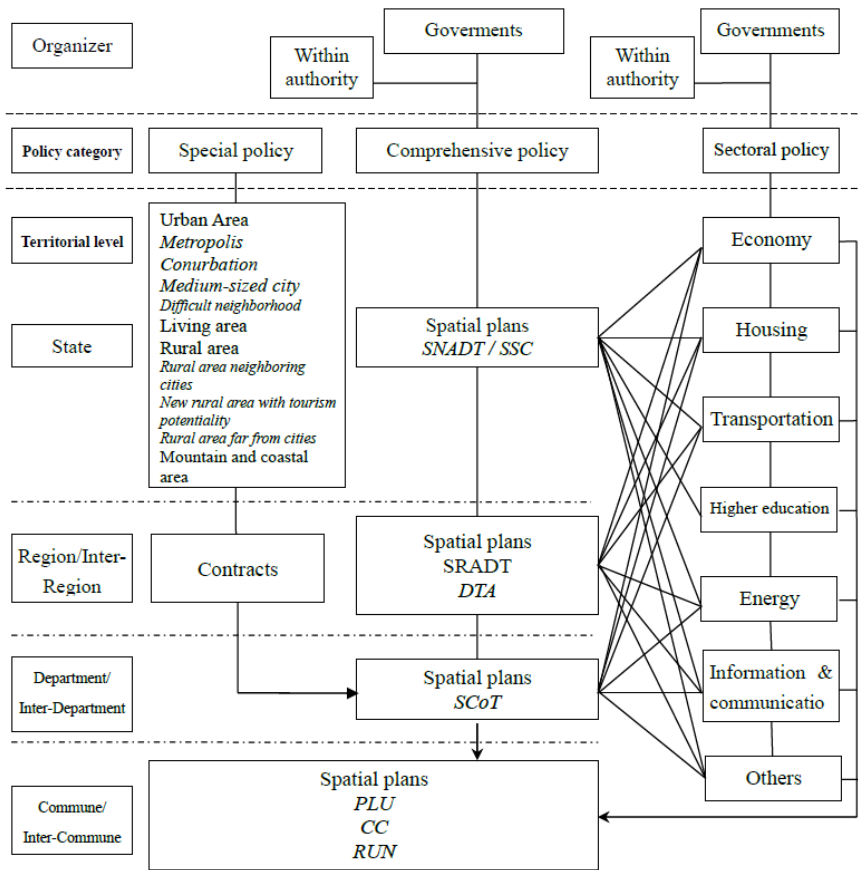 Organizer
Goverments
Within
authority
Governments
Within
authority
Policy category
Special policy
Comprehensive policy
Sectoral policy
Territorial level
Urban Area
Metropolis
Conurbation
Medium-sized city
Difficult neighborhood
Living area
Rural area
Rural area neighboring
cities
New rural area with tourism
potentiality
Rural area far from cities
Mountain and coastal
area
Economy
State
Spatial plans
SNADT / SSC
Housing
Transportation
Higher education
Region/Inter-
Region
Contracts
Spatial plans
SRADT
DTA
Energy
Department/
Inter-Department
Spatial plans
SCoT
Information &
communicatio
Others
Commune/
Inter-Commune
Spatial plans
PLU
CC
RUN